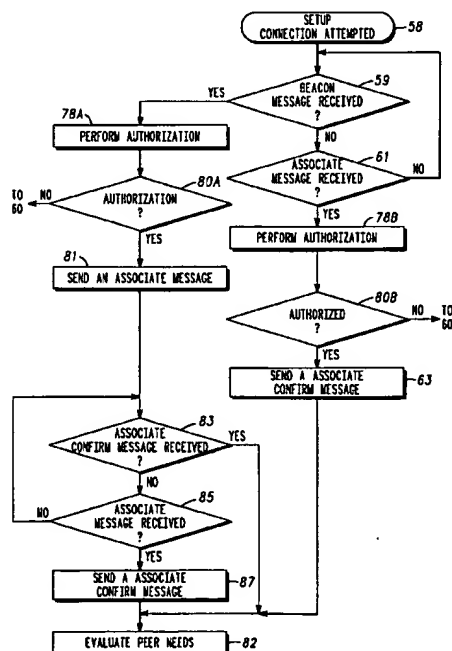 SETUP
CONNECTION ATTEMPTED
58
BEACON
MESSAGE RECEIVED
?
59
YES
NO
78A
PERFORM AUTHORIZATION
ASSOCIATE
MESSAGE RECEIVED
?
61
NO
YES
AUTHORIZATION
?
80A
NO
TO
60
YES
78B
PERFORM AUTHORIZATION
81
SEND AN ASSOCIATE MESSAGE
AUTHORIZED
?
80B
NO
TO
60
YES
SEND A ASSOCIATE
CONFIRM MESSAGE
63
ASSOCIATE
CONFIRM MESSAGE RECEIVED
?
83
YES
NO
ASSOCIATE
MESSAGE RECEIVED
?
85
NO
YES
SEND A ASSOCIATE
CONFIRM MESSAGE
87
EVALUATE PEER NEEDS
82